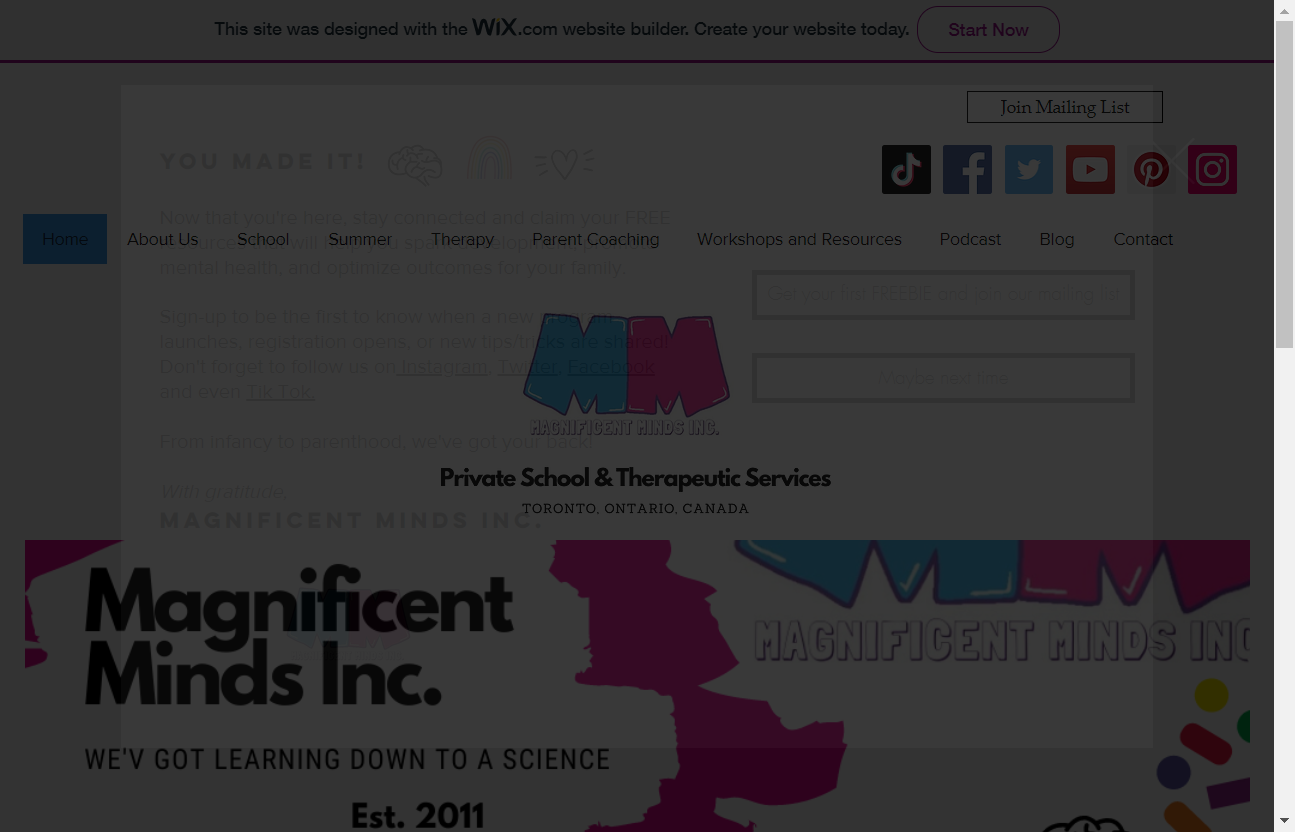 This site was designed with the WiX.com website builder. Create your website today. Start Now
Join Mailing List
YOU MADE IT!
Home About Us School Summer Therapy Parent Coaching Workshops and Resources Podcast Blog Contact
Now that you're here, stay connected and claim your FREE
will
mental health, and optimize outcomes for your family.
Get your first FREEBIE and join our mailing list
Sign-up to be the first to know when a new program
launches, registration opens, or new tips/tricks are shared!
Don't forget to follow us on Instagram, Twitter, Facebook
and even Tik Tok.
Maybe next time
MM
MAGNIFICENT MINDS INC.
From infancy to parenthood, we've got your back!
Private School & Therapeutic Services
With gratitude,
TORONTO, ONTARIO, CANADA
MAGNIFICENT MINDS INC.
Magnificent
Minds Inc.
MAGNIFICENT MINDS INC
WE'V GOT LEARNING DOWN TO A SCIENCE
Est. 2011